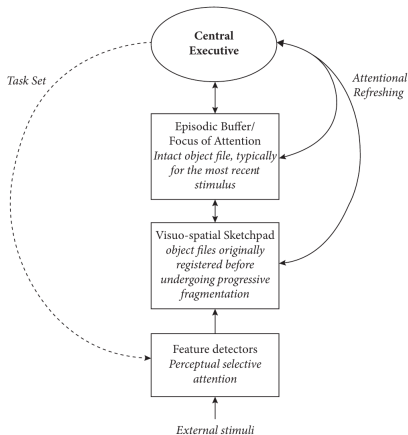 Central
Executive
Task Set
Attentional
Refreshing
Episodic Buffer/
Focus of Attention
Intact object file, typically
for the most recent
stimulus
Visuo-spatial Sketchpad
object files originally
registered before
undergoing progressive
fragmentation
Feature detectors
Perceptual selective
attention
External stimuli